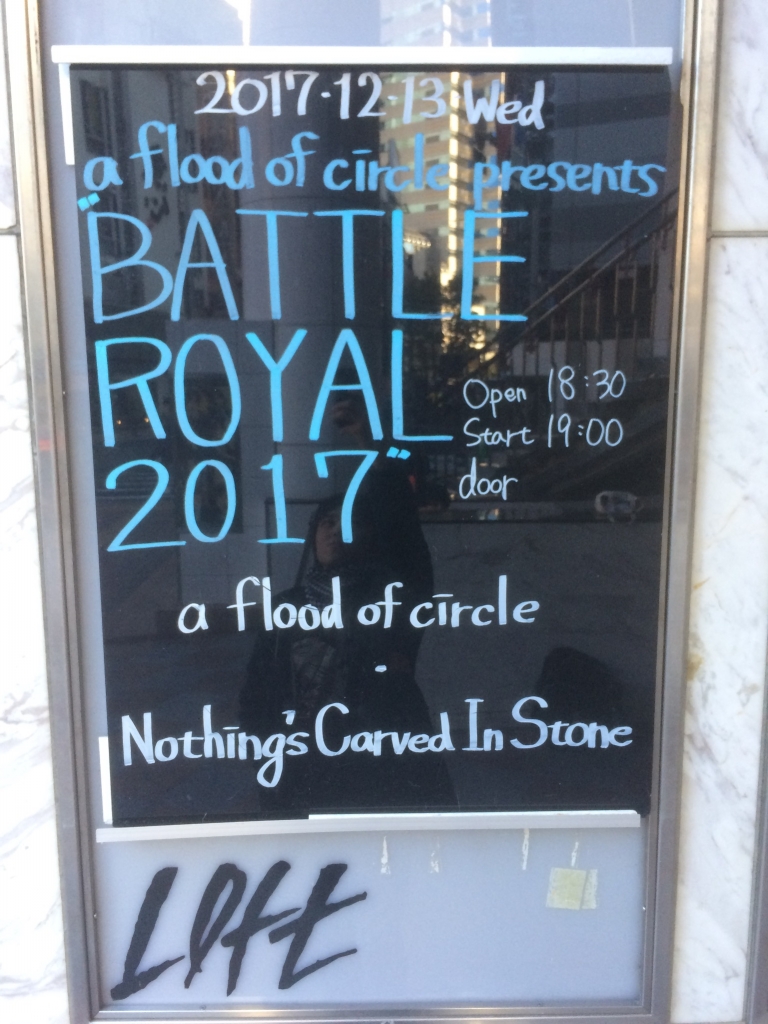 2017.12.13 Wed
a flood of circle presents
"BATTLE
ROYAL
2017"
Open 18:30
Start 19:00
door
a flood of circle
·
Nothing's Carved In Stone
LOFT